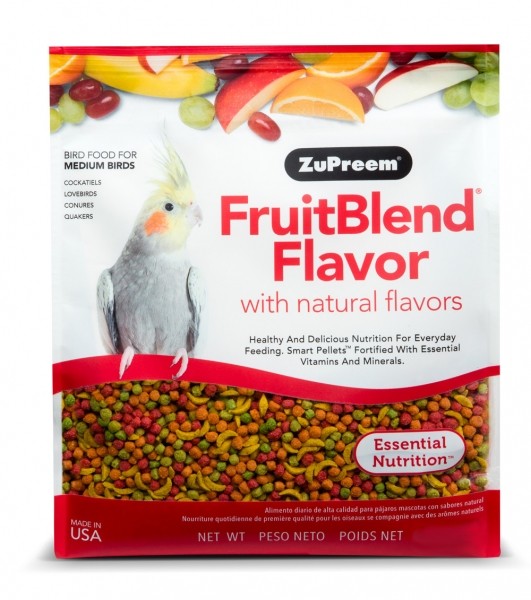 BIRD FOOD FOR
MEDIUM BIRDS
COCKATIELS
LOVEBIRDS
CONURES
QUAKERS
ZuPreem®
FruitBlend®
Flavor
with natural flavors
Healthy And Delicious Nutrition For Everyday
Feeding. Smart Pellets™ Fortified With Essential
Vitamins And Minerals.
Essential
Nutrition™
Alimento diario de alta calidad para pájaros mascotas con sabores natural
Nourriture quotidienne de première qualité pour les oiseaux se compagnie avec des arômes naturels
MADE IN
USA
NET WT PESO NETO POIDS NET